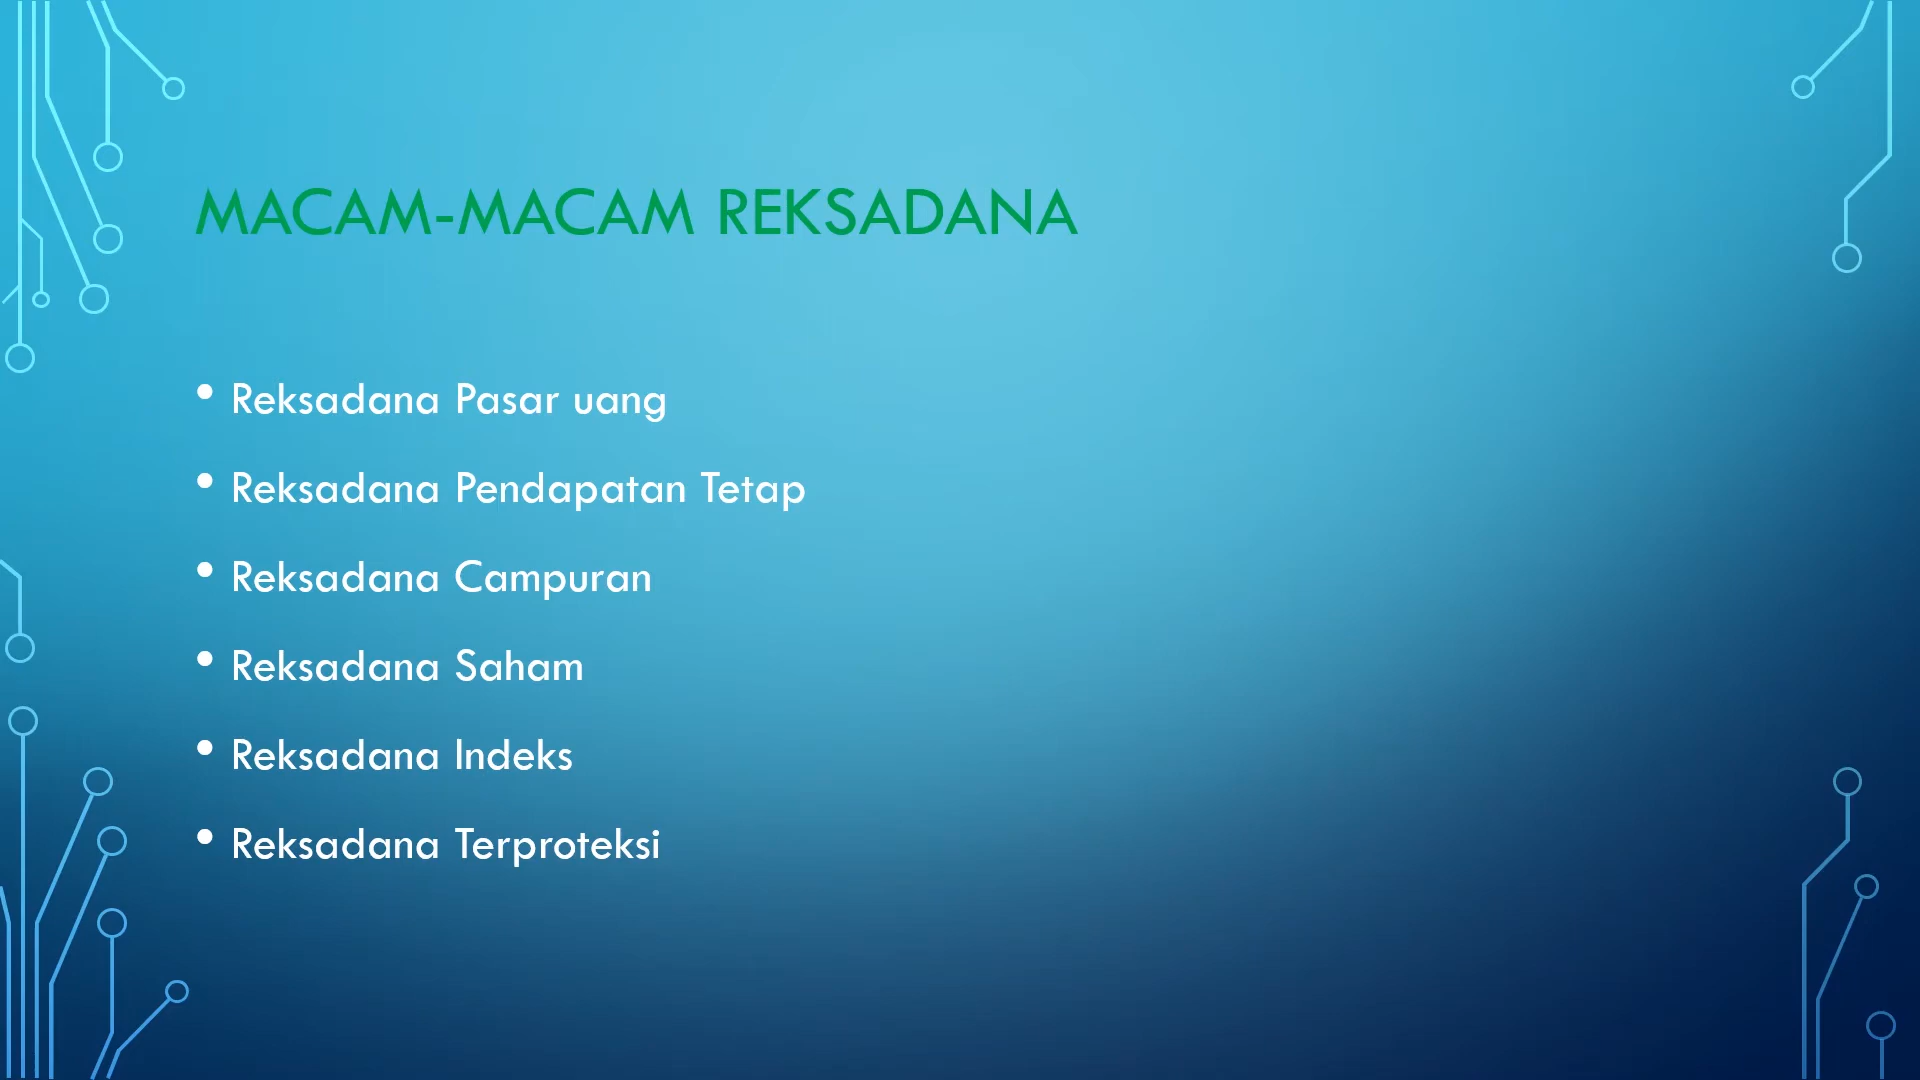 MACAM-MACAM REKSADANA
• Reksadana Pasar uang
• Reksadana Pendapatan Tetap
• Reksadana Campuran
• Reksadana Saham
• Reksadana Indeks
• Reksadana Terproteksi